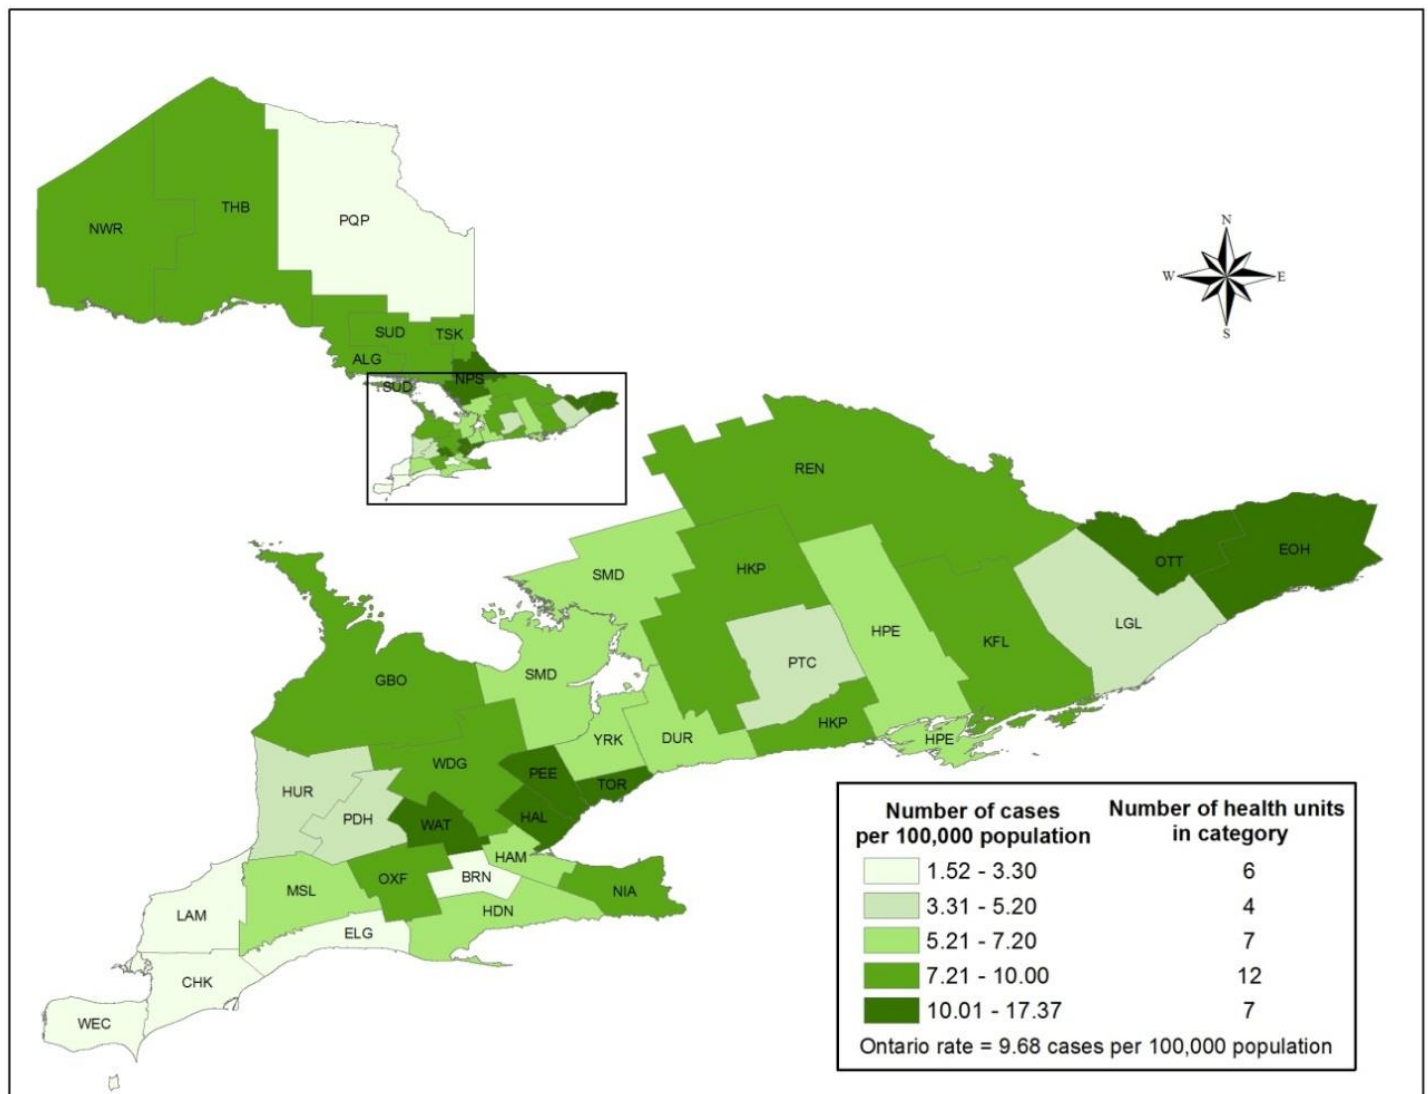 N
W E
S
THB
PQP
NWR
SUD
TSK
ALG
NPS
SUD
REN
OTT
EOH
SMD
HKP
HPE
LGL
KFL
PTC
GBO
SMD
HKP
YRK
DUR
HPE
WDG
PEE
TOR
HUR
PDH
WAT
HAL
HAM
OXF
BRN
MSL
NIA
LAM
HDN
ELG
CHK
WEC
Number of cases
per 100,000 population
Number of health units
in category
1.52 - 3.30 6
3.31 - 5.20 4
5.21 - 7.20 7
7.21 - 10.00 12
10.01 - 17.37 7
Ontario rate = 9.68 cases per 100,000 population